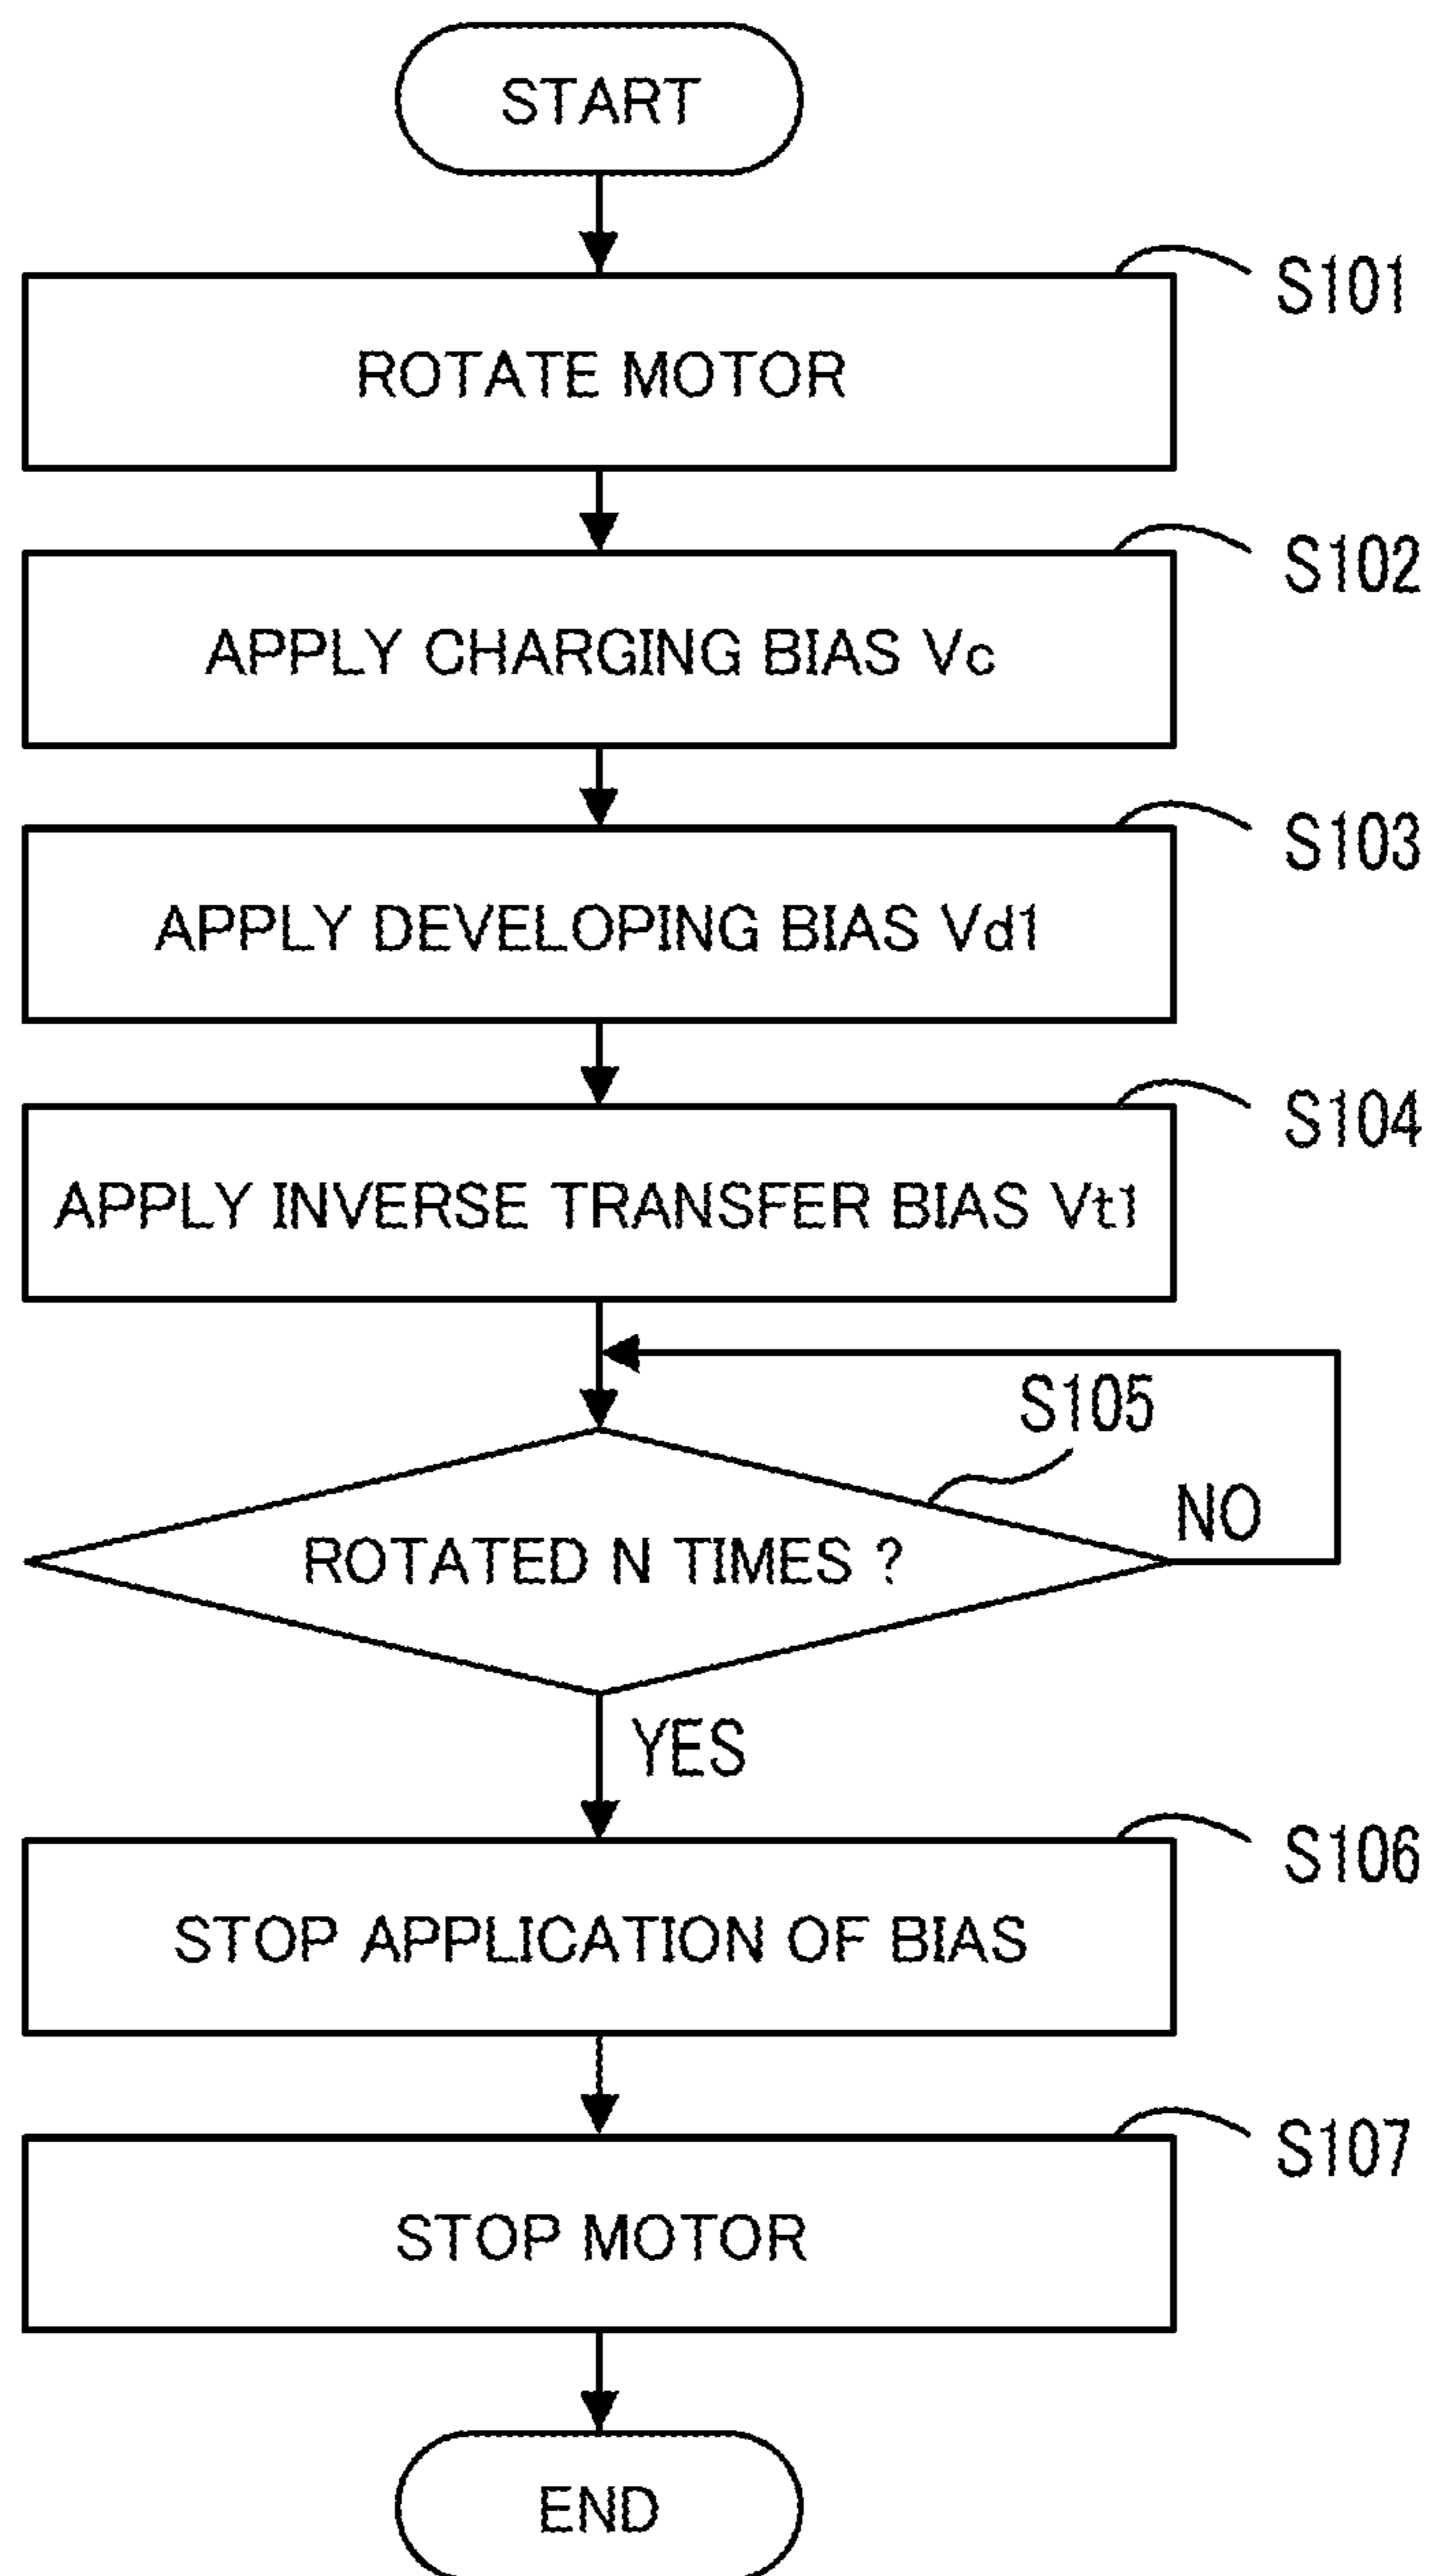 START
S101
ROTATE MOTOR
S102
APPLY CHARGING BIAS Vc
S103
APPLY DEVELOPING BIAS Vd1
S104
APPLY INVERSE TRANSFER BIAS Vt1
S105
NO
ROTATED N TIMES ?
YES
S106
STOP APPLICATION OF BIAS
S107
STOP MOTOR
END